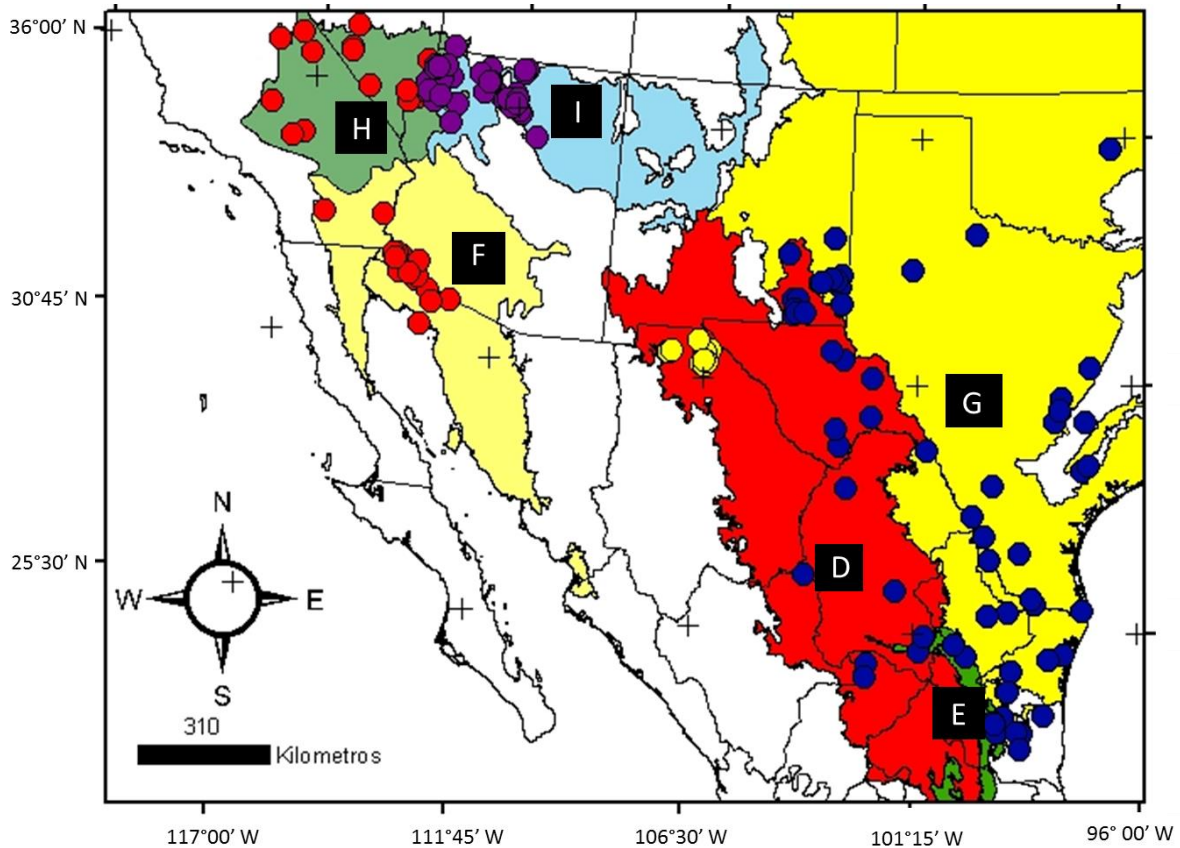 36°00′ N
H
I
F
30°45′ N
G
25°30′ N
D
N
W
E
S
E
310
Kilometros
117°00′ W
111°45′ W
106°30′ W
101°15′ W
96° 00′ W